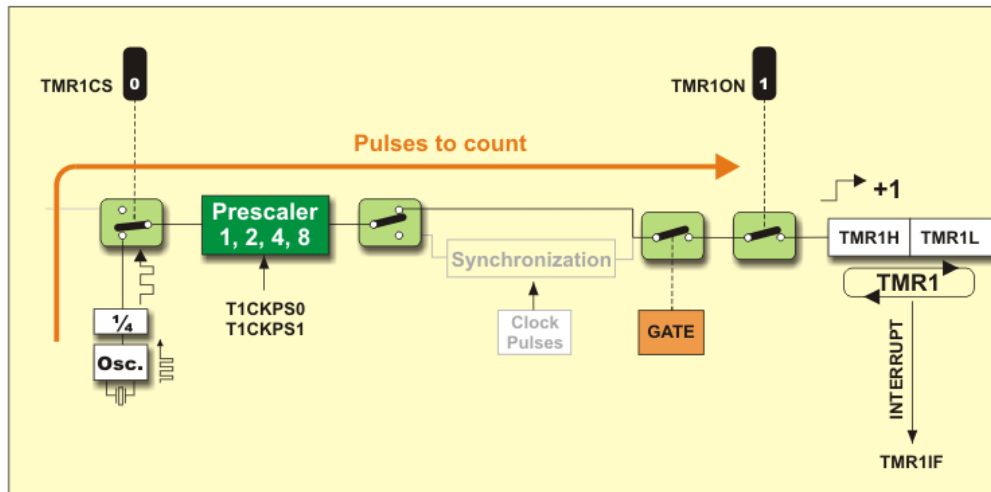 TMR1CS
0
TMR1ON
1
Pulses to count
+1
Prescaler
1, 2, 4, 8
TMR1H
TMR1L
Synchronization
TMR1
T1CKPS0
T1CKPS1
¼
Clock
Pulses
GATE
Osc.
INTERRUPT
TMR1IF